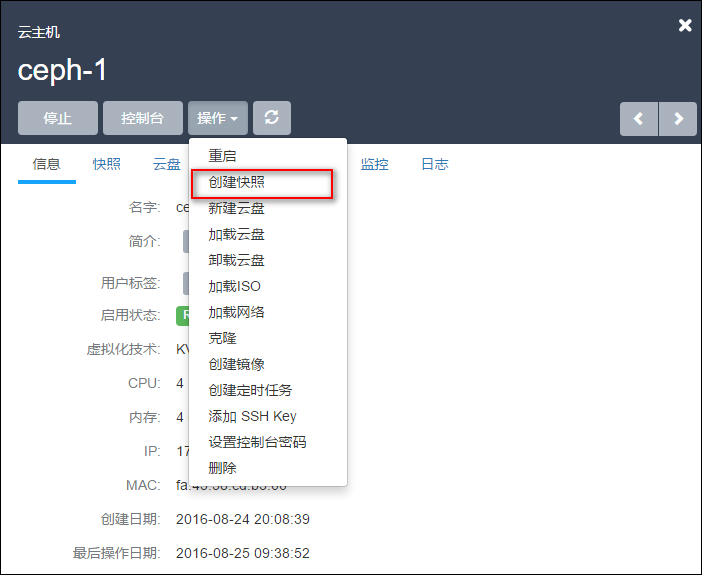 云主机
ceph-1
停止 控制台 操作
信息 快照 云盘 监控 日志
重启
创建快照
新建云盘
加载云盘
卸载云盘
加载ISO
加载网络
克隆
创建镜像
创建定时任务
添加 SSH Key
设置控制台密码
删除
名字: ce
简介:
用户标签:
启用状态: R
虚拟化技术: KV
CPU: 4
内存: 4
IP: 17
MAC:
创建日期: 2016-08-24 20:08:39
最后操作日期: 2016-08-25 09:38:52